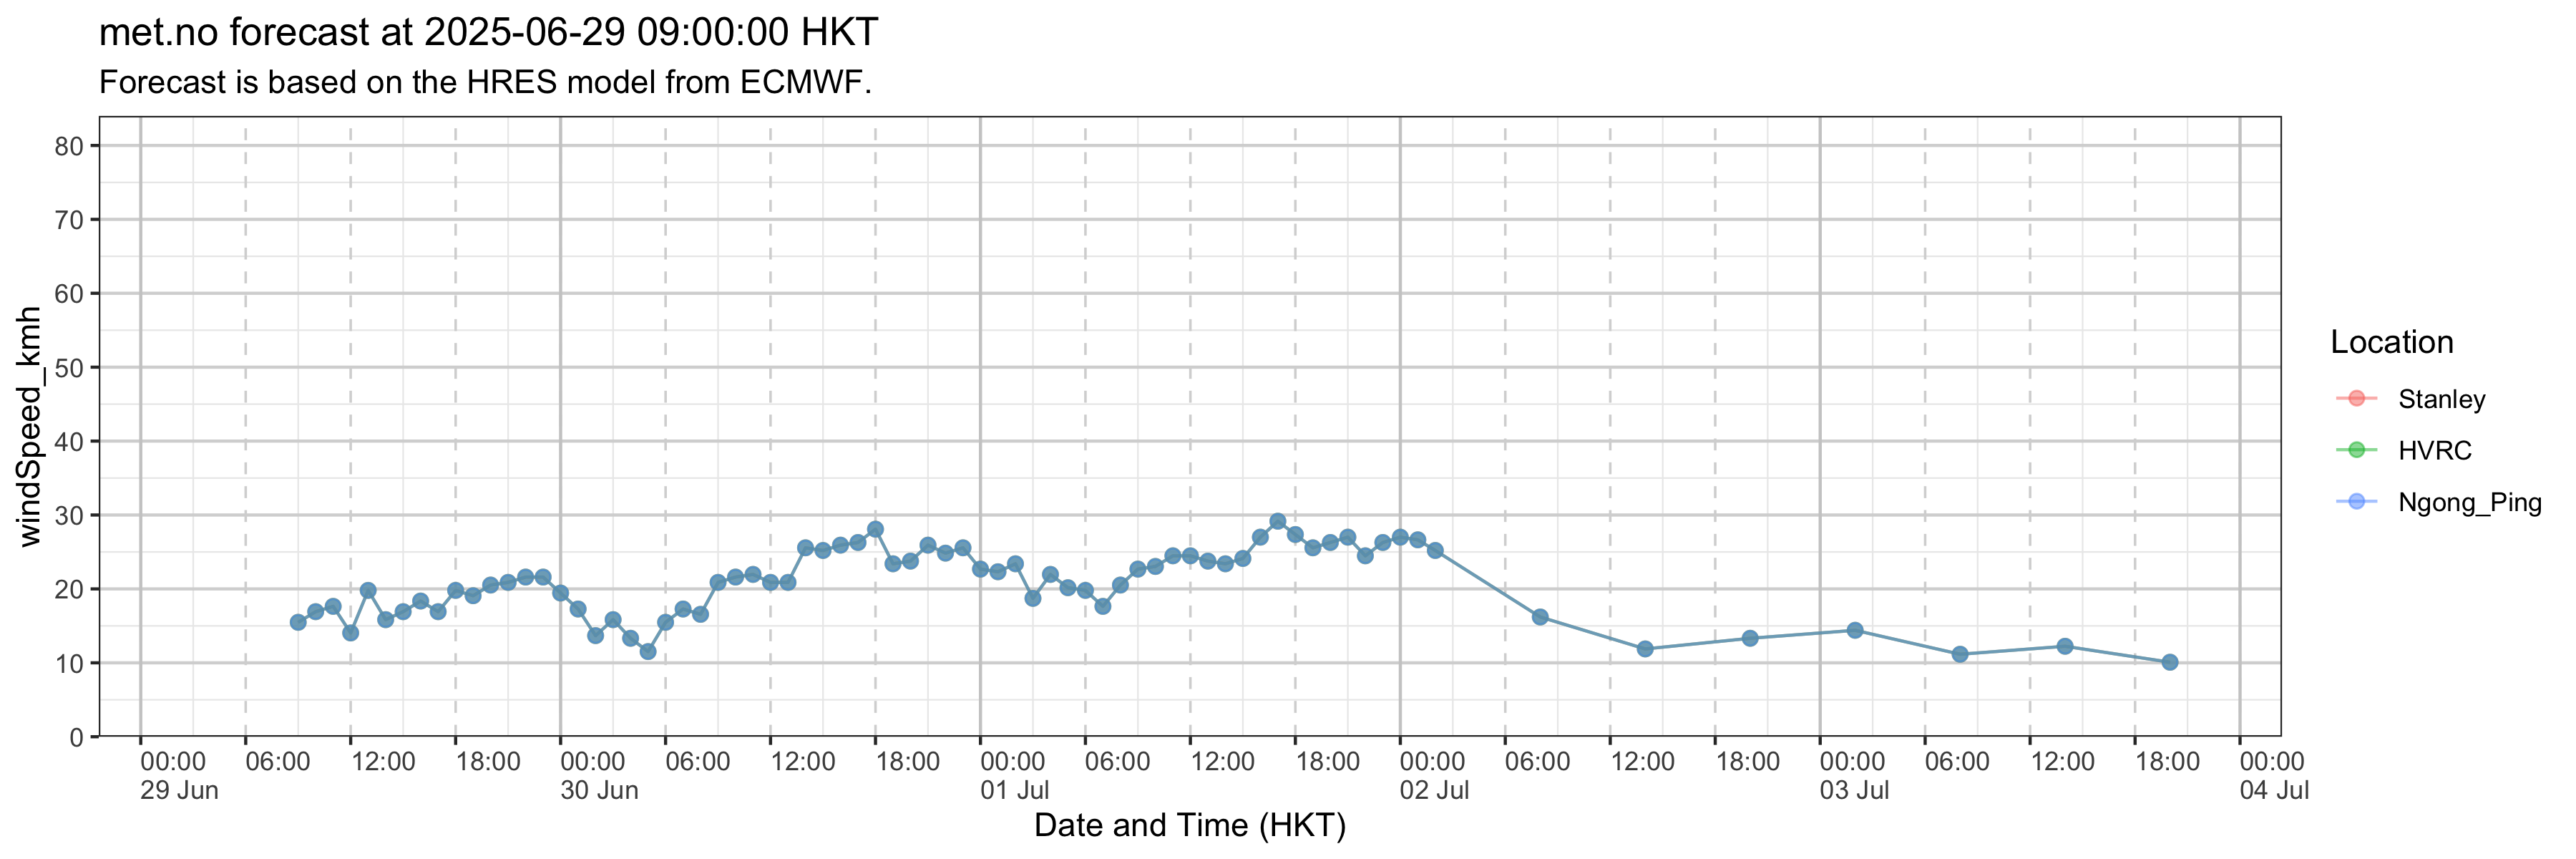 met.no forecast at 2025-06-29 09:00:00 HKT
Forecast is based on the HRES model from ECMWF.
windSpeed_kmh
80
70
60
50
40
30
20
10
0
00:00 06:00 12:00 18:00 00:00 06:00 12:00 18:00 00:00 06:00 12:00 18:00 00:00 06:00 12:00 18:00 00:00 06:00 12:00 18:00 00:00
29 Jun 30 Jun 01 Jul 02 Jul 03 Jul 04 Jul
Date and Time (HKT)
Location
Stanley
HVRC
Ngong_Ping